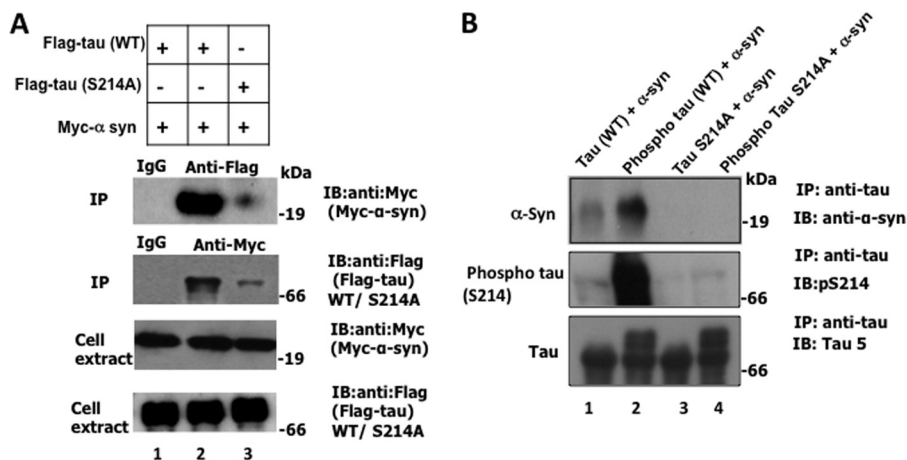 A
Flag-tau (WT) + + -
Flag-tau (S214A) - - +
Myc-α syn + + +
IgG Anti-Flag kDa
IP
IB:anti:Myc
(Myc-α-syn)
-19
IgG Anti-Myc
IP
IB:anti:Flag
(Flag-tau)
WT/ S214A
-66
Cell
extract
IB:anti:Myc
(Myc-α-syn)
-19
Cell
extract
IB:anti:Flag
(Flag-tau)
WT/ S214A
-66
1 2 3
B
Tau (WT) + α-syn
Phospho tau (WT) + α-syn
Tau S214A + α-syn
Phospho Tau S214A + α-syn
kDa
α-Syn
-19
IP: anti-tau
IB: anti-α-syn
Phospho tau
(S214)
-66
IP: anti-tau
IB:pS214
Tau
-66
IP: anti-tau
IB: Tau 5
1 2 3 4